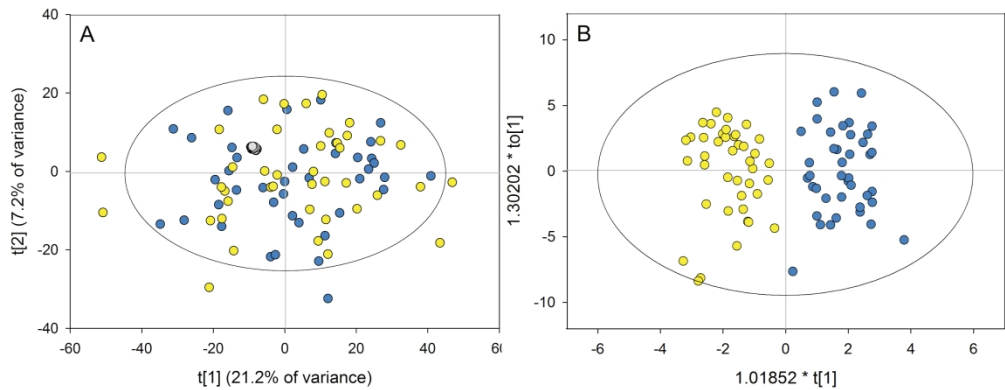 A
40
20
0
-20
-40
t[2] (7.2% of variance)
-60 -40 -20 0 20 40 60
t[1] (21.2% of variance)
B
10
5
0
-5
-10
1.30202 * to[1]
-6 -4 -2 0 2 4 6
1.01852 * t[1]